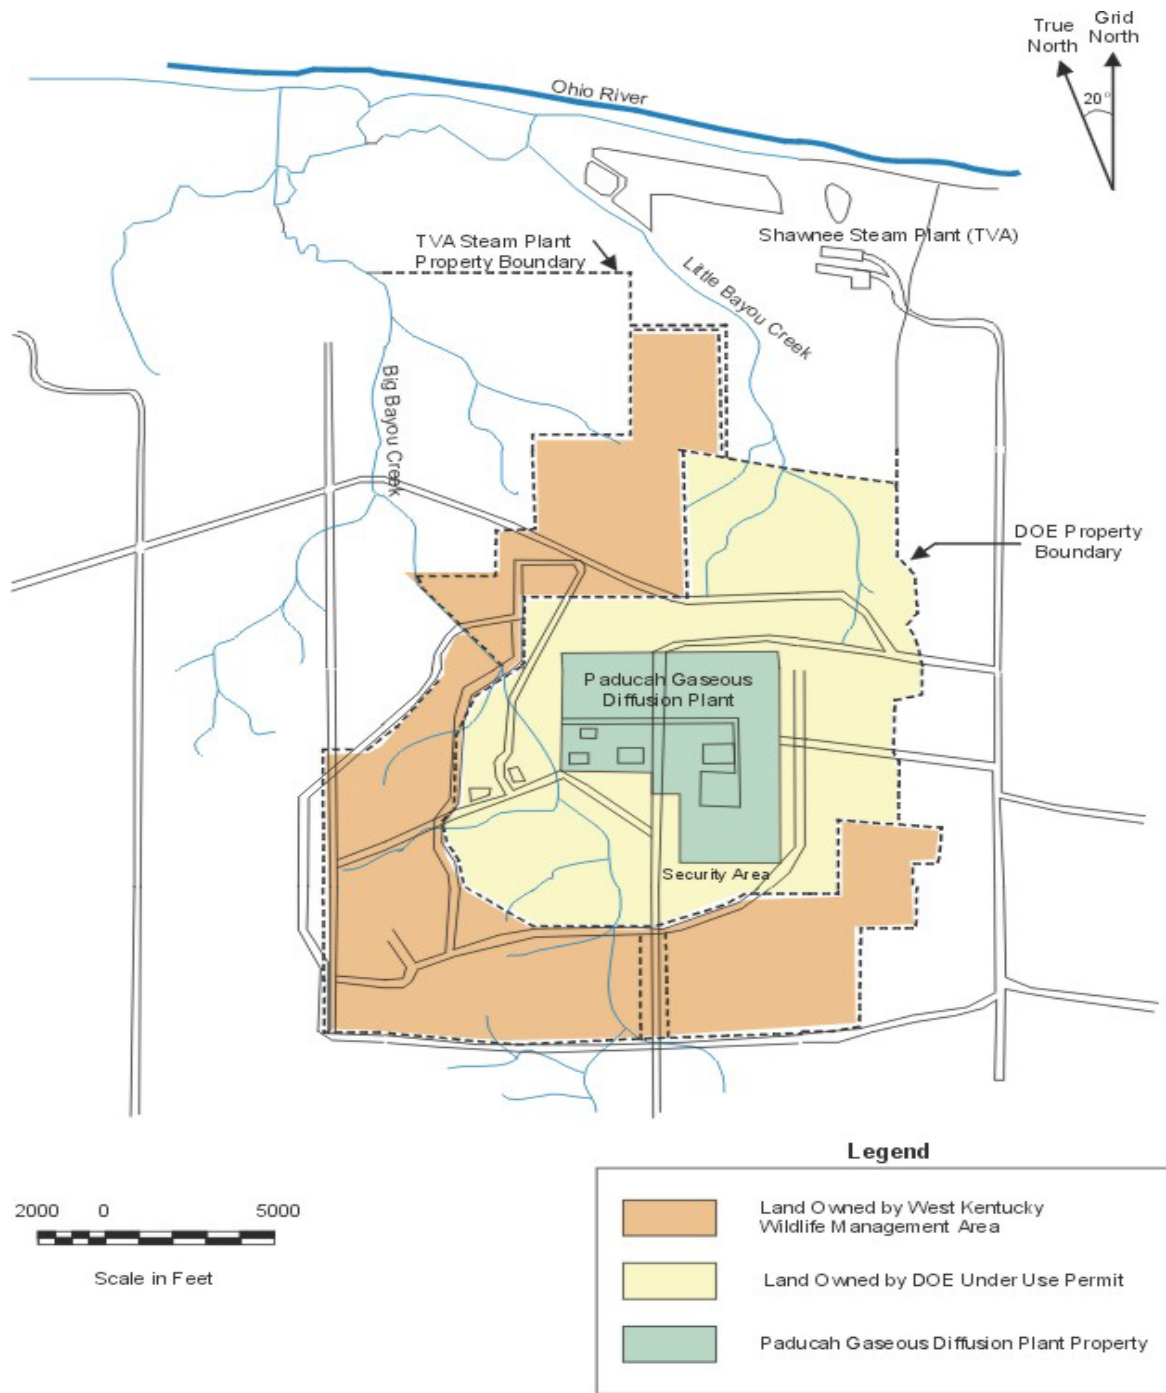 True
North
Grid
North
20°
Ohio River
Shawnee Steam Plant (TVA)
TVA Steam Plant
Property Boundary
Little Bayou Creek
Big Bayou Creek
DOE Property
Boundary
Paducah Gaseous
Diffusion Plant
Security Area
Legend
2000 0 5000
Scale in Feet
Land Owned by West Kentucky
Wildlife Management Area
Land Owned by DOE Under Use Permit
Paducah Gaseous Diffusion Plant Property